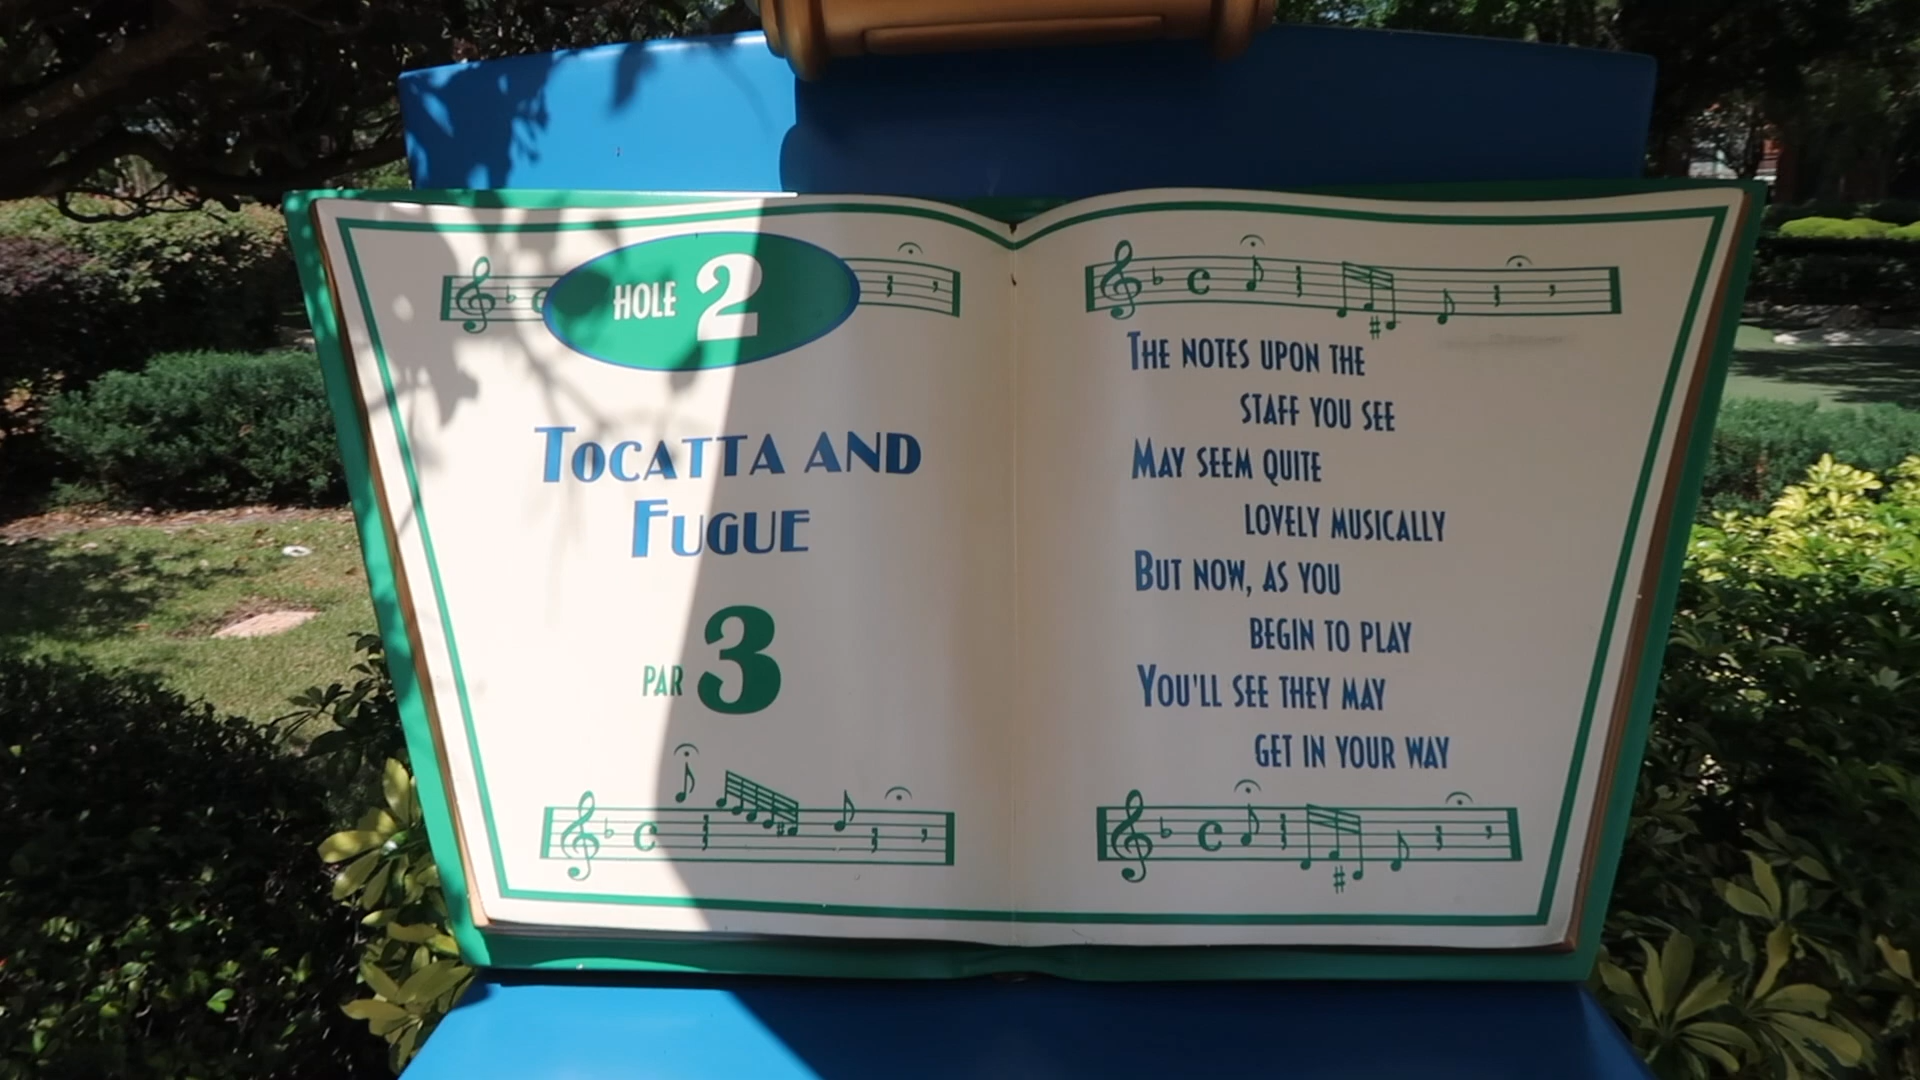 HOLE 2
TOCATTA AND
FUGUE
PAR 3
THE NOTES UPON THE
STAFF YOU SEE
MAY SEEM QUITE
LOVELY MUSICALLY
BUT NOW, AS YOU
BEGIN TO PLAY
YOU'LL SEE THEY MAY
GET IN YOUR WAY